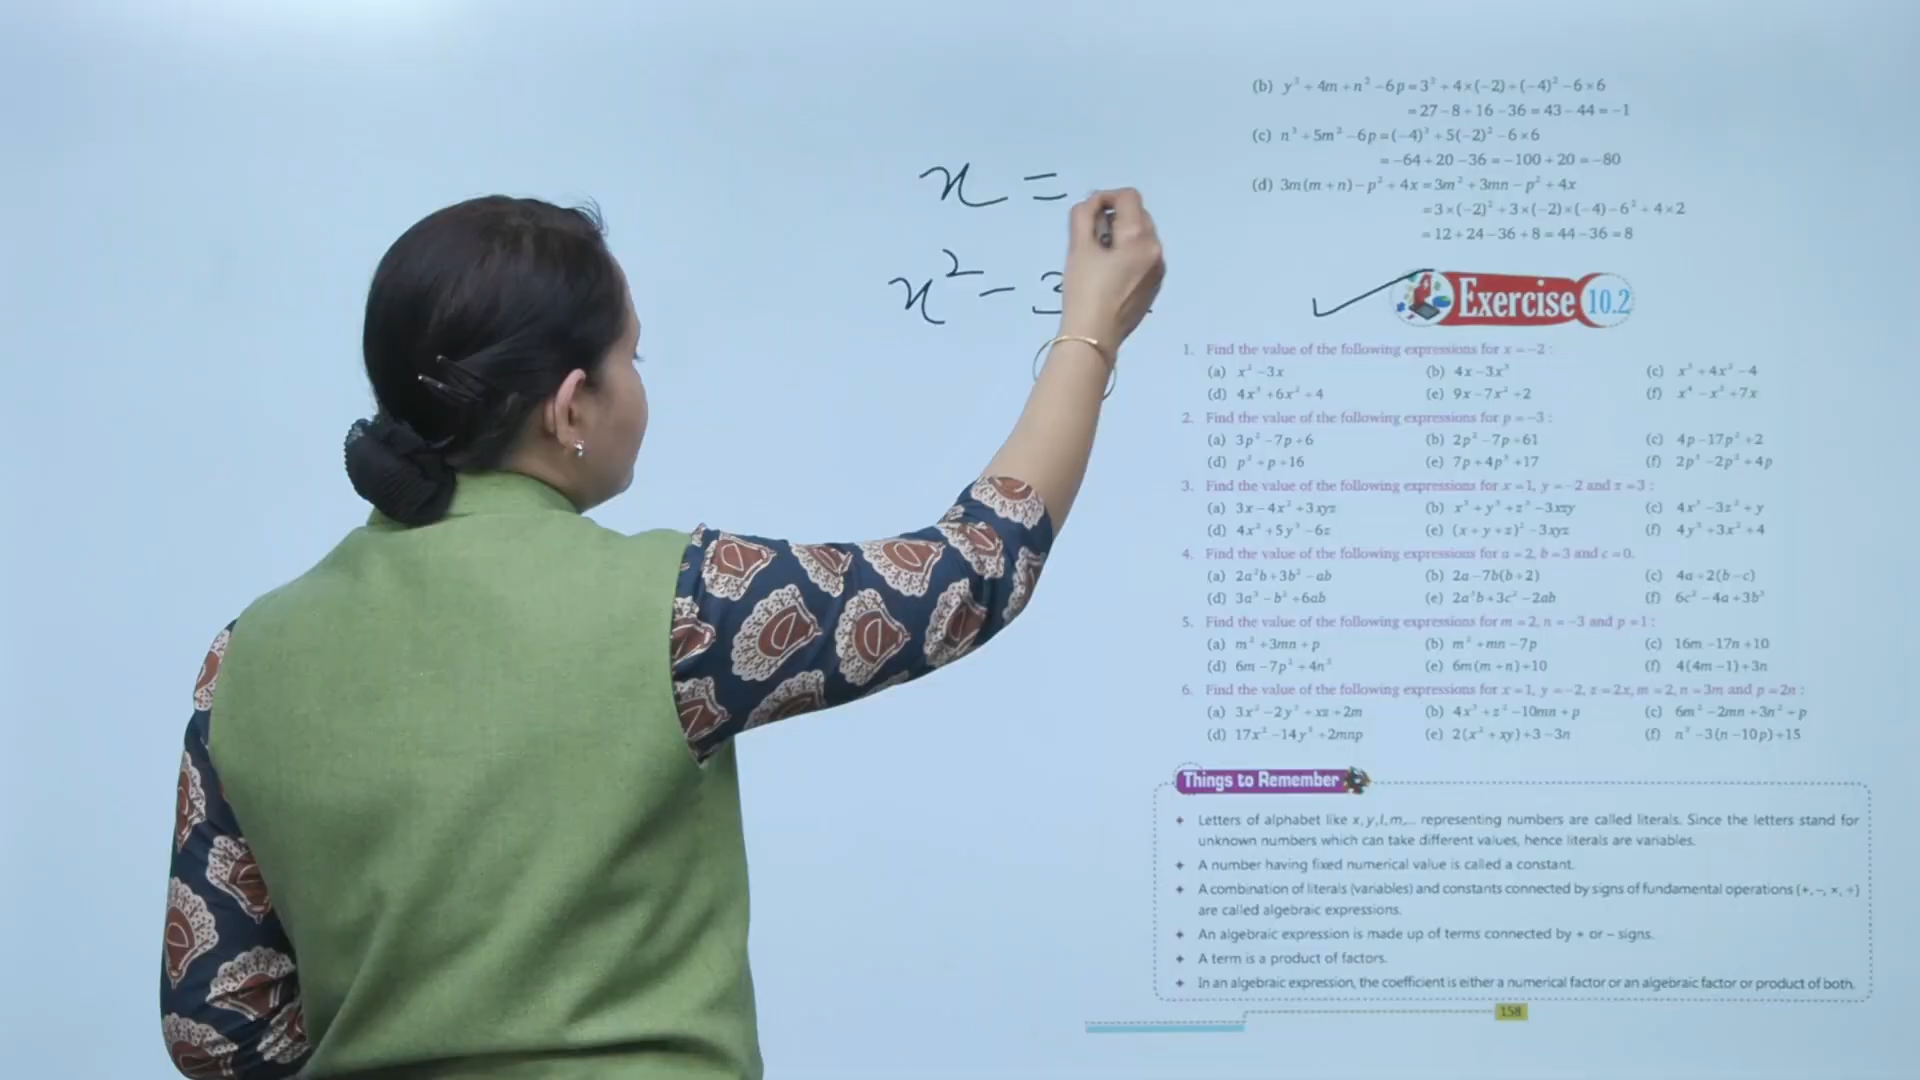 x =
x² - 3
(b) y³ + 4m + n² - 6p = 3³ + 4×(-2) + (-4)² - 6×6
= 27 - 8 + 16 - 36 = 43 - 44 = -1
(c) n³ + 5m² - 6p = (-4)³ + 5(-2)² - 6×6
= -64 + 20 - 36 = -100 + 20 = -80
(d) 3m(m + n) - p² + 4x = 3m² + 3mn - p² + 4x
= 3×(-2)² + 3×(-2)×(-4) - 6² + 4×2
= 12 + 24 - 36 + 8 = 44 - 36 = 8
Exercise 10.2
1. Find the value of the following expressions for x = -2 :
(a) x² - 3x (b) 4x - 3x³ (c) x³ + 4x² - 4
(d) 4x³ + 6x² + 4 (e) 9x - 7x² + 2 (f) x⁴ - x³ + 7x
2. Find the value of the following expressions for p = -3 :
(a) 3p² - 7p + 6 (b) 2p² - 7p + 61 (c) 4p - 17p² + 2
(d) p² + p + 16 (e) 7p + 4p³ + 17 (f) 2p³ - 2p² + 4p
3. Find the value of the following expressions for x = 1, y = -2 and z = 3 :
(a) 3x - 4x² + 3xyz (b) x³ + y³ + z³ - 3xzy (c) 4x³ - 3z² + y
(d) 4x² + 5y³ - 6z (e) (x + y + z)² - 3xyz (f) 4y³ + 3x² + 4
4. Find the value of the following expressions for a = 2, b = 3 and c = 0.
(a) 2a²b + 3b² - ab (b) 2a - 7b(b + 2) (c) 4a + 2(b - c)
(d) 3a³ - b² + 6ab (e) 2a³b + 3c² - 2ab (f) 6c² - 4a + 3b³
5. Find the value of the following expressions for m = 2, n = -3 and p = 1 :
(a) m² + 3mn + p (b) m² + mn - 7p (c) 16m - 17n + 10
(d) 6m - 7p² + 4n³ (e) 6m(m + n) + 10 (f) 4(4m - 1) + 3n
6. Find the value of the following expressions for x = 1, y = -2, z = 2x, m = 2, n = 3m and p = 2n :
(a) 3x² - 2y³ + xz + 2m (b) 4x³ + z² - 10mn + p (c) 6m² - 2mn + 3n² + p
(d) 17x² - 14y³ + 2mnp (e) 2(x² + xy) + 3 - 3n (f) n² - 3(n - 10p) + 15
Things to Remember
Letters of alphabet like x, y, l, m,... representing numbers are called literals. Since the letters stand for
unknown numbers which can take different values, hence literals are variables.
A number having fixed numerical value is called a constant.
A combination of literals (variables) and constants connected by signs of fundamental operations (+, -, ×, ÷)
are called algebraic expressions.
An algebraic expression is made up of terms connected by + or - signs.
A term is a product of factors.
In an algebraic expression, the coefficient is either a numerical factor or an algebraic factor or product of both.
158